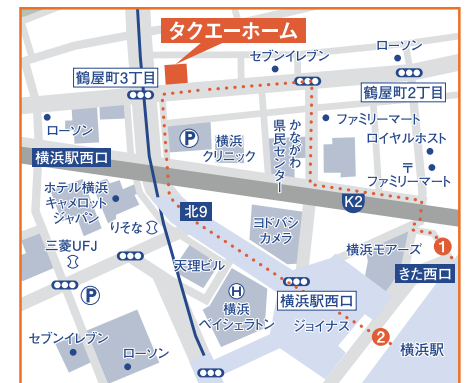 タクエーホーム
セブンイレブン
ローソン
鶴屋町3丁目
鶴屋町2丁目
ローソン
P
横浜
クリニック
かながわ
県民センター
ファミリーマート
ロイヤルホスト
〒
ファミリーマート
横浜駅西口
K2
ホテル横浜
キャメロット
ジャパン
北9
りそな
ヨドバシ
カメラ
横浜モアーズ
1
きた西口
三菱UFJ
天理ビル
P
H
横浜
ベイシェラトン
横浜駅西口
ジョイナス
2
横浜駅
セブンイレブン
ローソン